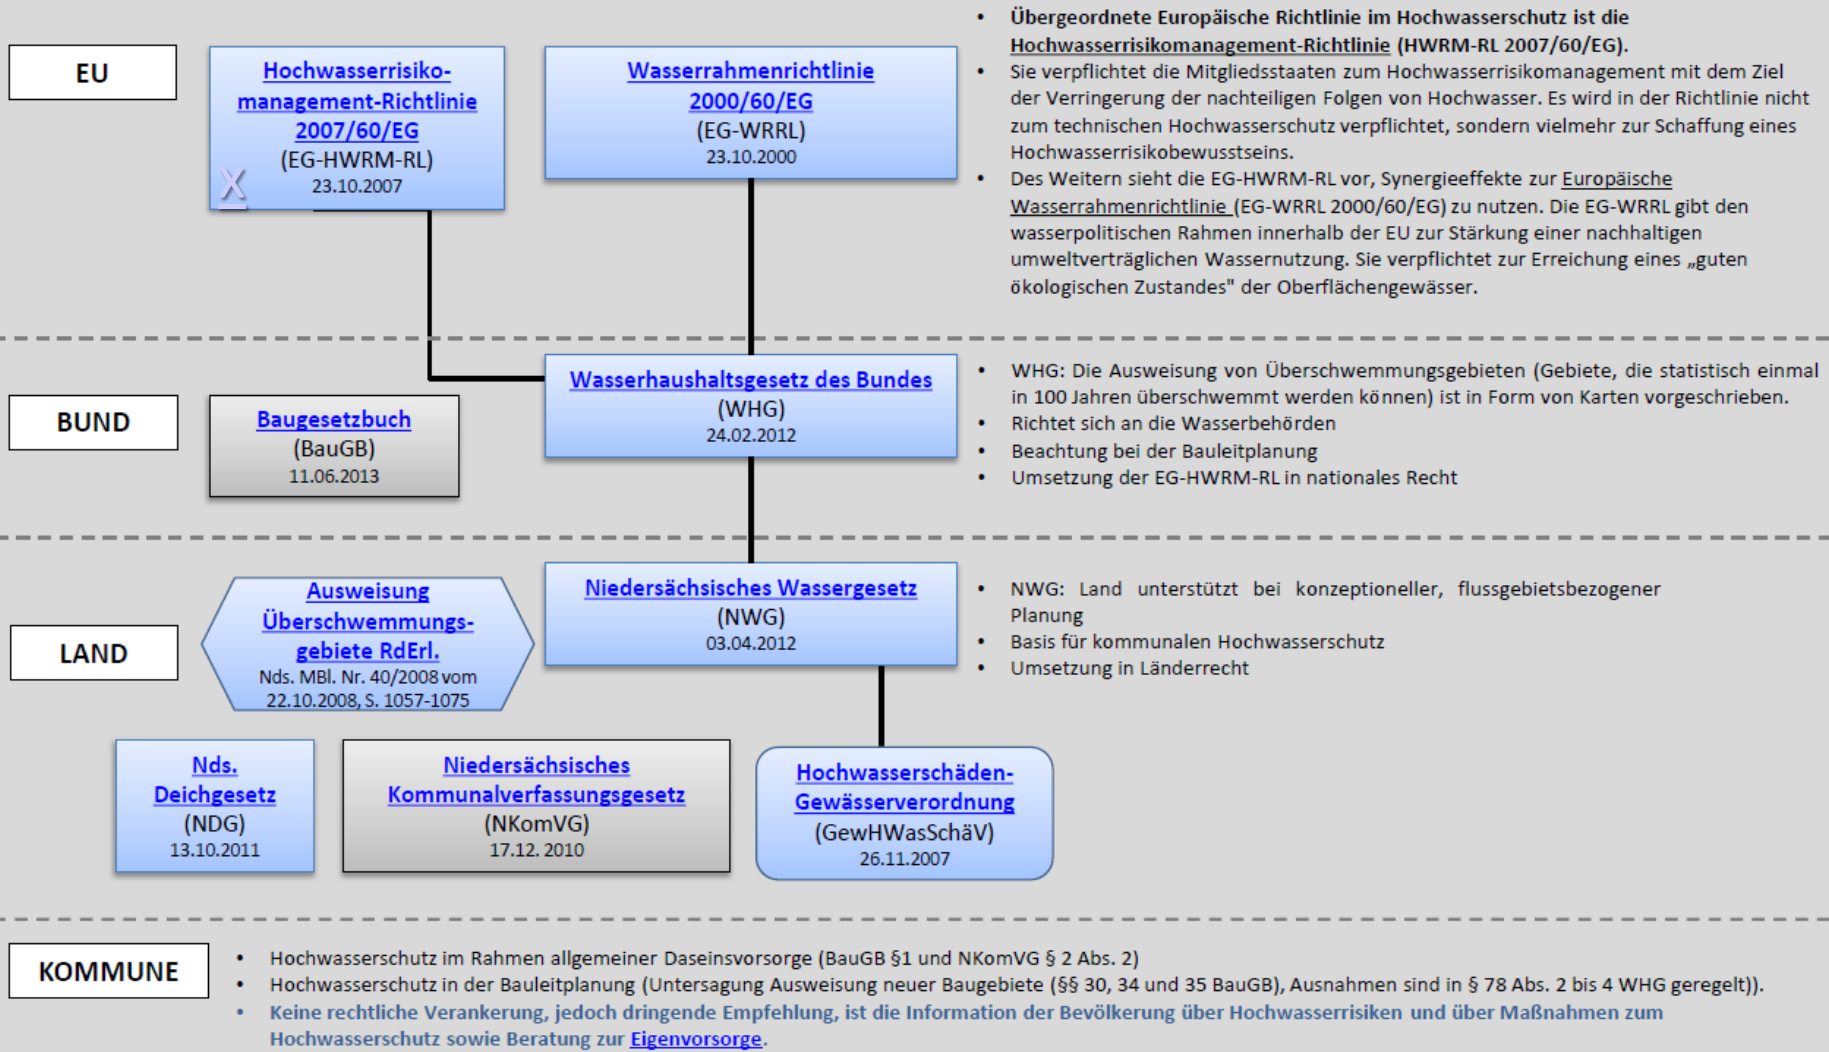 EU
Hochwasserrisiko-
management-Richtlinie
2007/60/EG
(EG-HWRM-RL)
23.10.2007
X
Wasserrahmenrichtlinie
2000/60/EG
(EG-WRRL)
23.10.2000
• Übergeordnete Europäische Richtlinie im Hochwasserschutz ist die
Hochwasserrisikomanagement-Richtlinie (HWRM-RL 2007/60/EG).
• Sie verpflichtet die Mitgliedsstaaten zum Hochwasserrisikomanagement mit dem Ziel
der Verringerung der nachteiligen Folgen von Hochwasser. Es wird in der Richtlinie nicht
zum technischen Hochwasserschutz verpflichtet, sondern vielmehr zur Schaffung eines
Hochwasserrisikobewusstseins.
• Des Weitern sieht die EG-HWRM-RL vor, Synergieeffekte zur Europäische
Wasserrahmenrichtlinie (EG-WRRL 2000/60/EG) zu nutzen. Die EG-WRRL gibt den
wasserpolitischen Rahmen innerhalb der EU zur Stärkung einer nachhaltigen
umweltverträglichen Wassernutzung. Sie verpflichtet zur Erreichung eines „guten
ökologischen Zustandes" der Oberflächengewässer.
BUND
Baugesetzbuch
(BauGB)
11.06.2013
Wasserhaushaltsgesetz des Bundes
(WHG)
24.02.2012
• WHG: Die Ausweisung von Überschwemmungsgebieten (Gebiete, die statistisch einmal
in 100 Jahren überschwemmt werden können) ist in Form von Karten vorgeschrieben.
• Richtet sich an die Wasserbehörden
• Beachtung bei der Bauleitplanung
• Umsetzung der EG-HWRM-RL in nationales Recht
LAND
Ausweisung
Überschwemmungs-
gebiete RdErl.
Nds. MBl. Nr. 40/2008 vom
22.10.2008, S. 1057-1075
Niedersächsisches Wassergesetz
(NWG)
03.04.2012
• NWG: Land unterstützt bei konzeptioneller, flussgebietsbezogener
Planung
• Basis für kommunalen Hochwasserschutz
• Umsetzung in Länderrecht
Nds.
Deichgesetz
(NDG)
13.10.2011
Niedersächsisches
Kommunalverfassungsgesetz
(NKomVG)
17.12. 2010
Hochwasserschäden-
Gewässerverordnung
(GewHWasSchäV)
26.11.2007
KOMMUNE
• Hochwasserschutz im Rahmen allgemeiner Daseinsvorsorge (BauGB §1 und NKomVG § 2 Abs. 2)
• Hochwasserschutz in der Bauleitplanung (Untersagung Ausweisung neuer Baugebiete (§§ 30, 34 und 35 BauGB), Ausnahmen sind in § 78 Abs. 2 bis 4 WHG geregelt)).
• Keine rechtliche Verankerung, jedoch dringende Empfehlung, ist die Information der Bevölkerung über Hochwasserrisiken und über Maßnahmen zum
Hochwasserschutz sowie Beratung zur Eigenvorsorge.